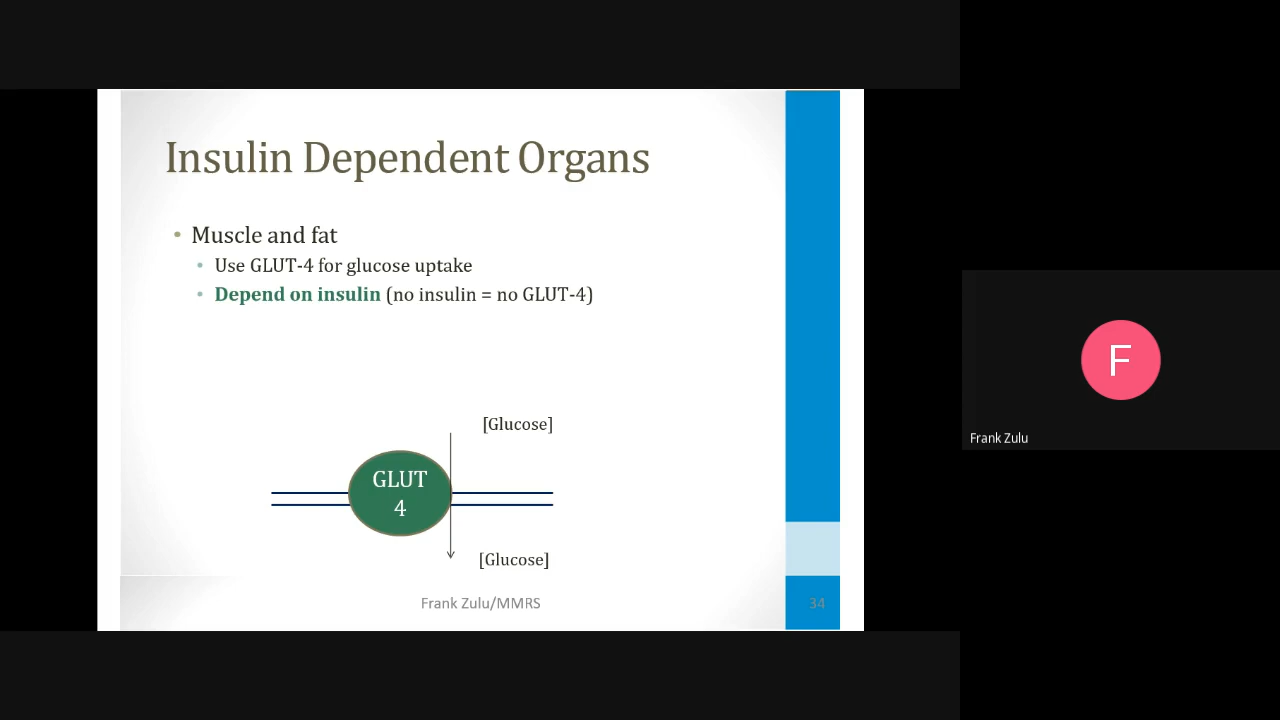 Insulin Dependent Organs
• Muscle and fat
• Use GLUT-4 for glucose uptake
• Depend on insulin (no insulin = no GLUT-4)
[Glucose]
GLUT
4
[Glucose]
Frank Zulu/MMRS
34
F
Frank Zulu